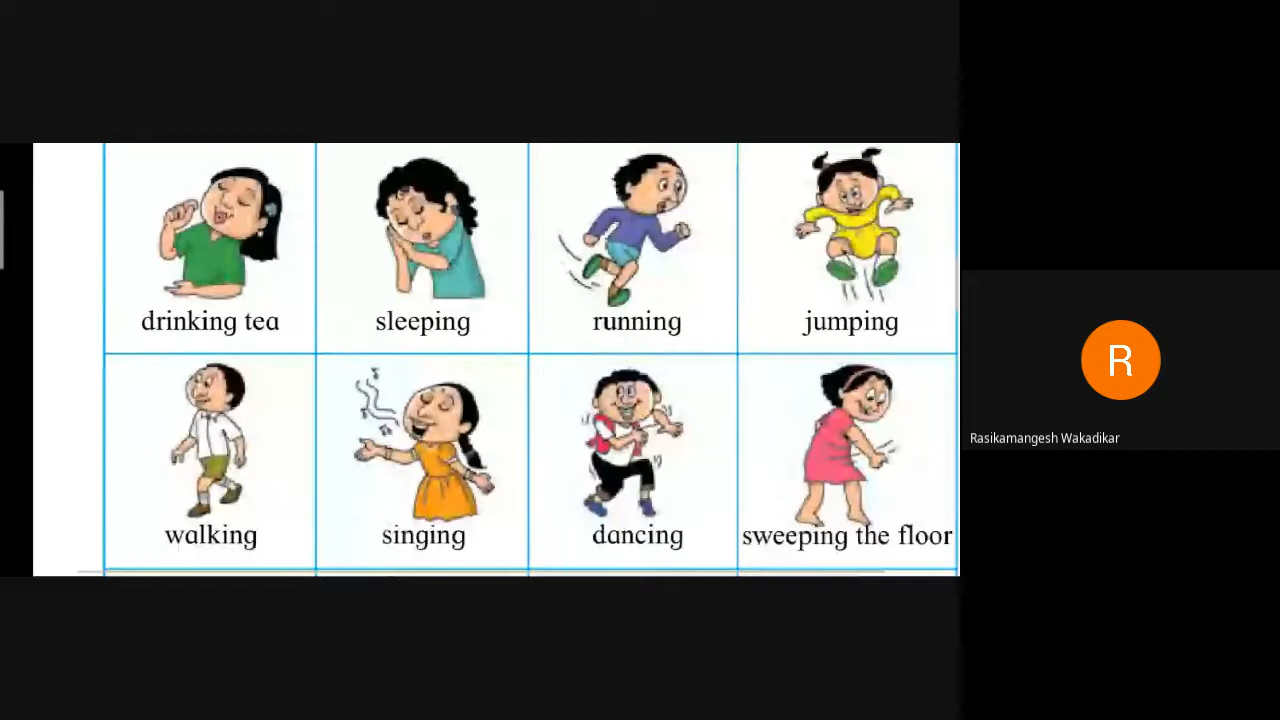 drinking tea
sleeping
running
jumping
walking
singing
dancing
sweeping the floor
R
Rasikamangesh Wakadikar